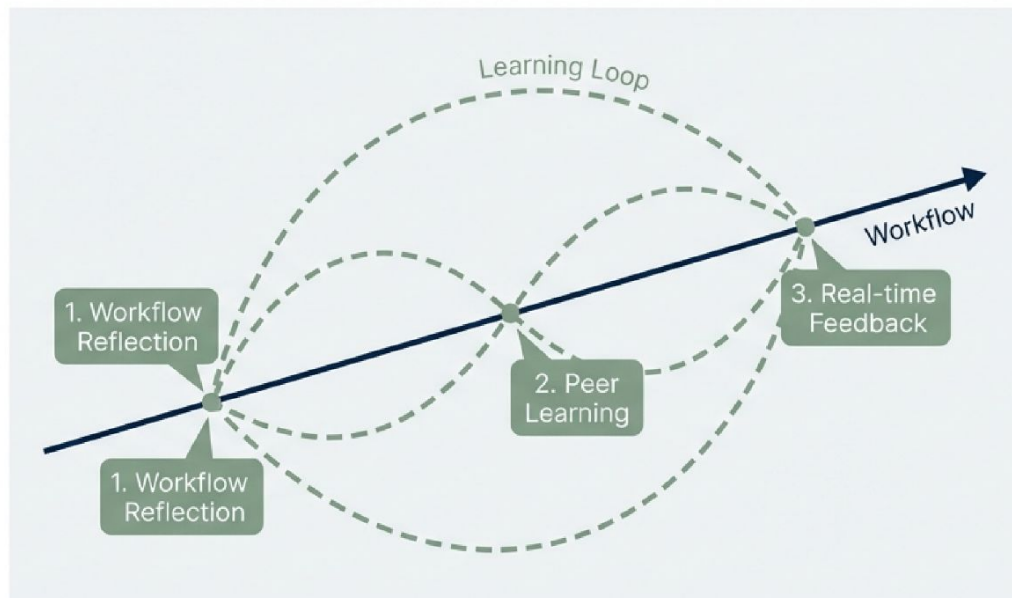 Learning Loop
Workflow
1. Workflow
Reflection
3. Real-time
Feedback
2. Peer
Learning
1. Workflow
Reflection